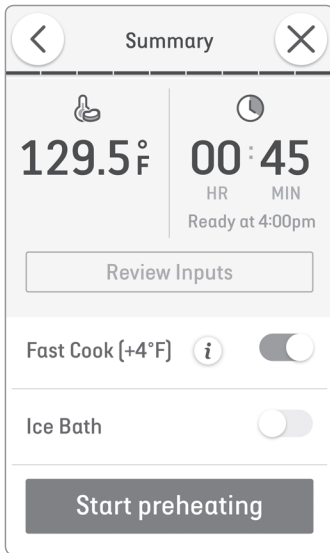 Summary
129.5°F
00:45
HR MIN
Ready at 4:00pm
Review Inputs
Fast Cook (+4°F) i
Ice Bath
Start preheating